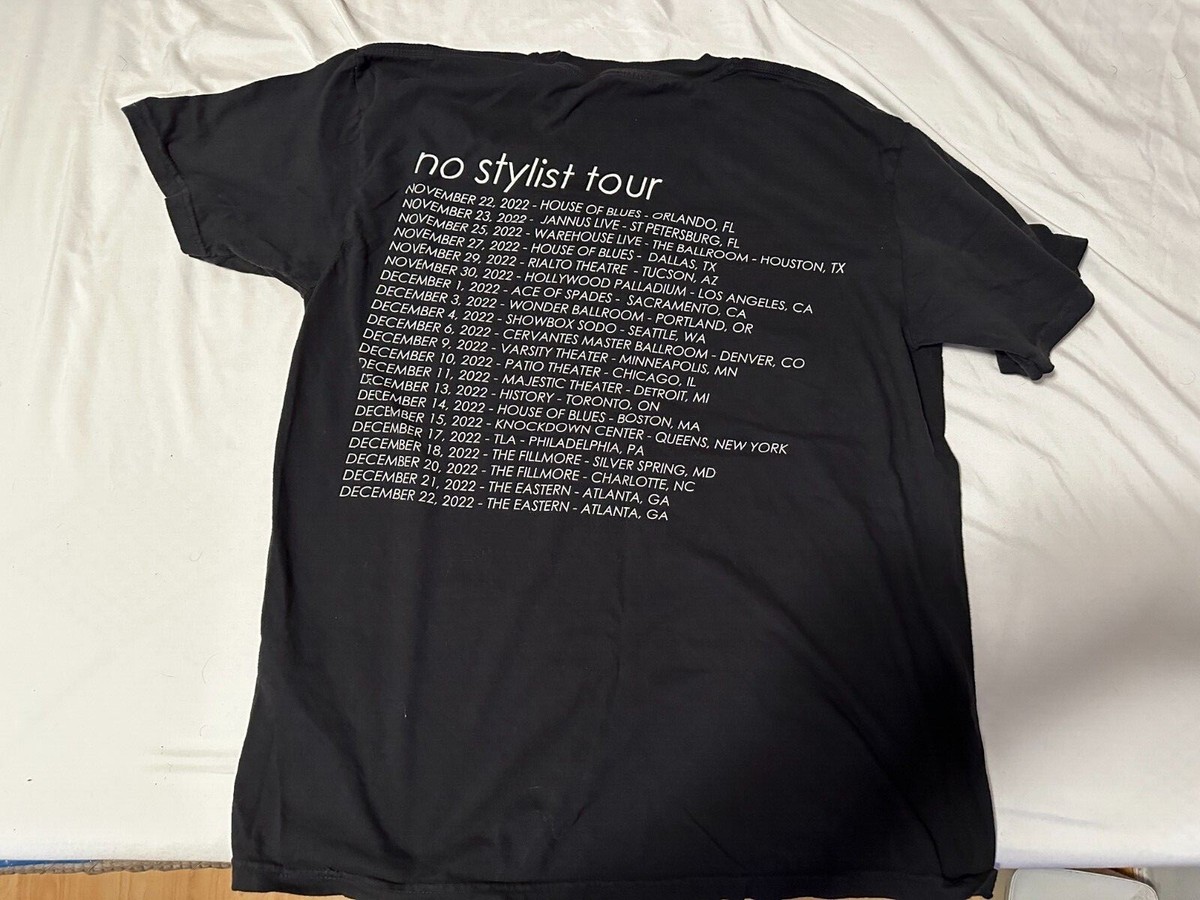 no stylist tour
NOVEMBER 22, 2022 - HOUSE OF BLUES - ORLANDO, FL
NOVEMBER 23, 2022 - JANNUS LIVE - ST PETERSBURG, FL
NOVEMBER 25, 2022 - WAREHOUSE LIVE - THE BALLROOM - HOUSTON, TX
NOVEMBER 27, 2022 - HOUSE OF BLUES - DALLAS, TX
NOVEMBER 29, 2022 - RIALTO THEATRE - TUCSON, AZ
NOVEMBER 30, 2022 - HOLLYWOOD PALLADIUM - LOS ANGELES, CA
DECEMBER 1, 2022 - ACE OF SPADES - SACRAMENTO, CA
DECEMBER 3, 2022 - WONDER BALLROOM - PORTLAND, OR
DECEMBER 4, 2022 - SHOWBOX SODO - SEATTLE, WA
DECEMBER 6, 2022 - CERVANTES MASTER BALLROOM - DENVER, CO
DECEMBER 9, 2022 - VARSITY THEATER - MINNEAPOLIS, MN
DECEMBER 10, 2022 - PATIO THEATER - CHICAGO, IL
DECEMBER 11, 2022 - MAJESTIC THEATER - DETROIT, MI
DECEMBER 13, 2022 - HISTORY - TORONTO, ON
DECEMBER 14, 2022 - HOUSE OF BLUES - BOSTON, MA
DECEMBER 15, 2022 - KNOCKDOWN CENTER - QUEENS, NEW YORK
DECEMBER 17, 2022 - TLA - PHILADELPHIA, PA
DECEMBER 18, 2022 - THE FILLMORE - SILVER SPRING, MD
DECEMBER 20, 2022 - THE FILLMORE - CHARLOTTE, NC
DECEMBER 21, 2022 - THE EASTERN - ATLANTA, GA
DECEMBER 22, 2022 - THE EASTERN - ATLANTA, GA